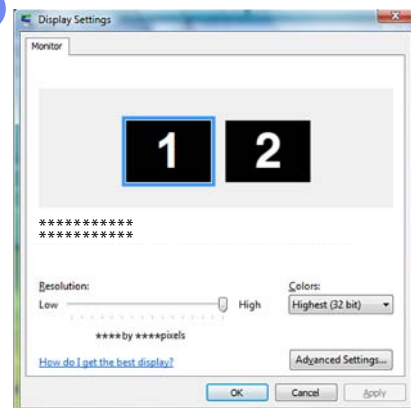 Display Settings
Monitor
1 2
***********
***********
Resolution: Colors:
Low High Highest (32 bit)
****by ****pixels
How do I get the best display? Advanced Settings...
OK Cancel Apply